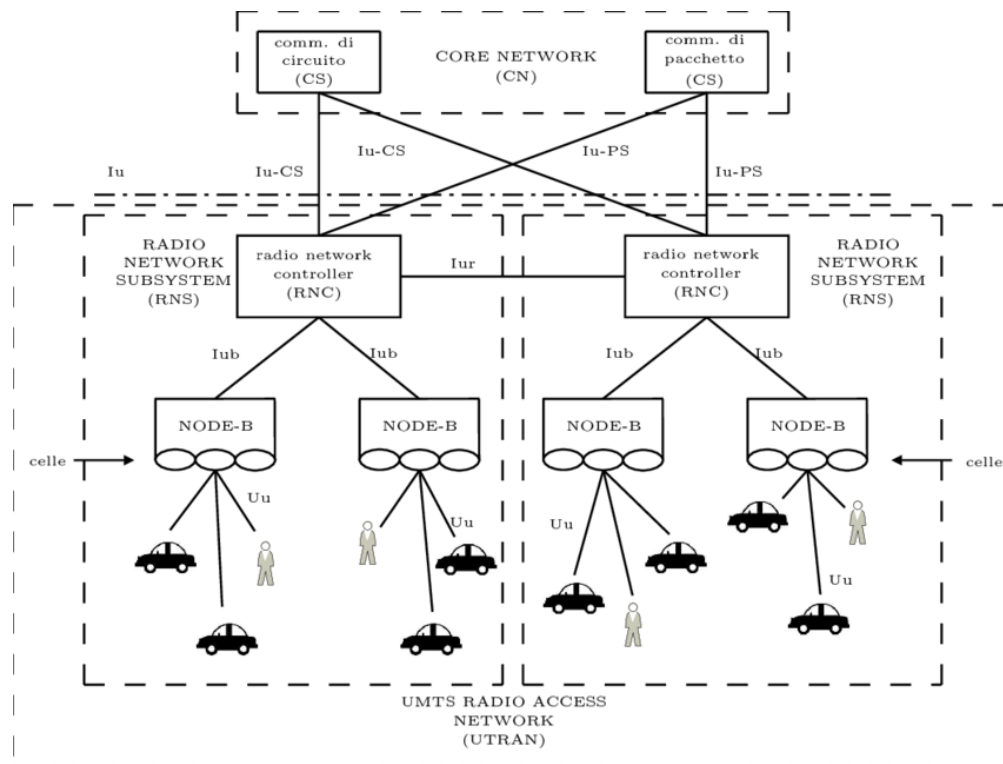 comm. di
circuito
(CS)
CORE NETWORK
(CN)
comm. di
pacchetto
(CS)
Iu
Iu-CS
Iu-CS
Iu-PS
Iu-PS
RADIO
NETWORK
SUBSYSTEM
(RNS)
radio network
controller
(RNC)
Iur
radio network
controller
(RNC)
RADIO
NETWORK
SUBSYSTEM
(RNS)
Iub
Iub
Iub
Iub
NODE-B
NODE-B
NODE-B
NODE-B
celle
celle
Uu
Uu
Uu
Uu
UMTS RADIO ACCESS
NETWORK
(UTRAN)